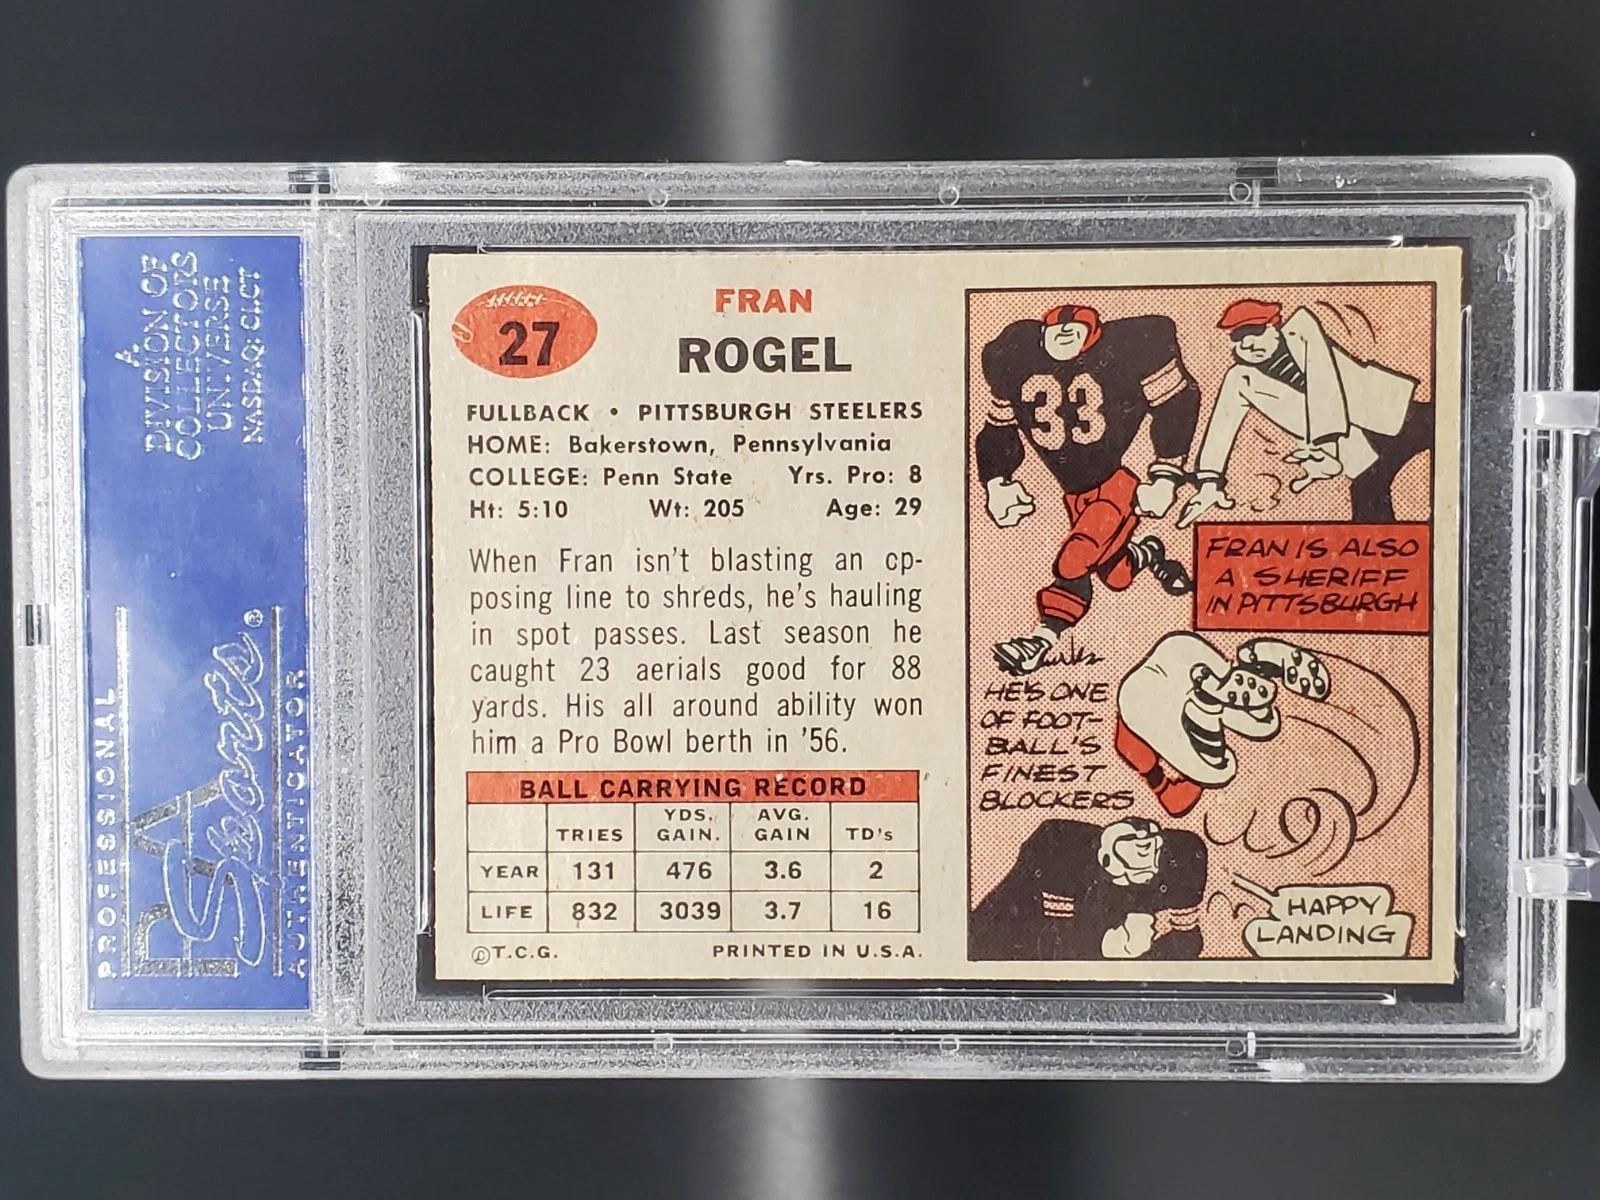 A
DIVISION OF
COLLECTORS
UNIVERSE
NASDAQ: CLCT
PROFESSIONAL
PSA
Sports®
AUTHENTICATOR
27
FRAN
ROGEL
FULLBACK • PITTSBURGH STEELERS
HOME: Bakerstown, Pennsylvania
COLLEGE: Penn State Yrs. Pro: 8
Ht: 5:10 Wt: 205 Age: 29
When Fran isn't blasting an cp-
posing line to shreds, he's hauling
in spot passes. Last season he
caught 23 aerials good for 88
yards. His all around ability won
him a Pro Bowl berth in '56.
BALL CARRYING RECORD
TRIES YDS. GAIN. AVG. GAIN TD's
YEAR 131 476 3.6 2
LIFE 832 3039 3.7 16
©T.C.G. PRINTED IN U.S.A.
33
FRAN IS ALSO
A SHERIFF
IN PITTSBURGH
HE'S ONE
OF FOOT-
BALL'S
FINEST
BLOCKERS
HAPPY
LANDING